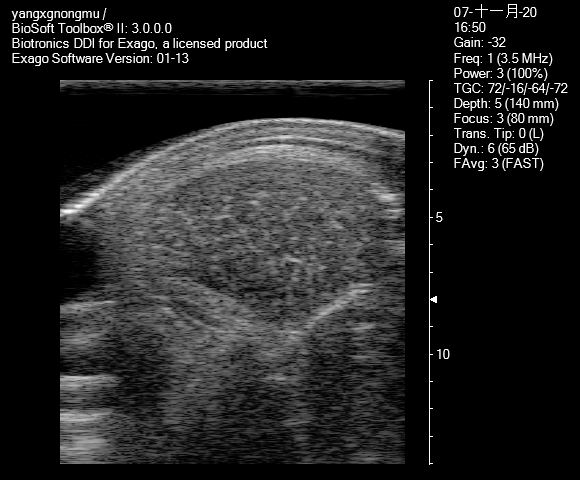 yangxgnongmu /
BioSoft Toolbox® II: 3.0.0.0
Biotronics DDI for Exago, a licensed product
Exago Software Version: 01-13
07-十一月-20
16:50
Gain: -32
Freq: 1 (3.5 MHz)
Power: 3 (100%)
TGC: 72/-16/-64/-72
Depth: 5 (140 mm)
Focus: 3 (80 mm)
Trans. Tip: 0 (L)
Dyn.: 6 (65 dB)
FAvg: 3 (FAST)
5
10